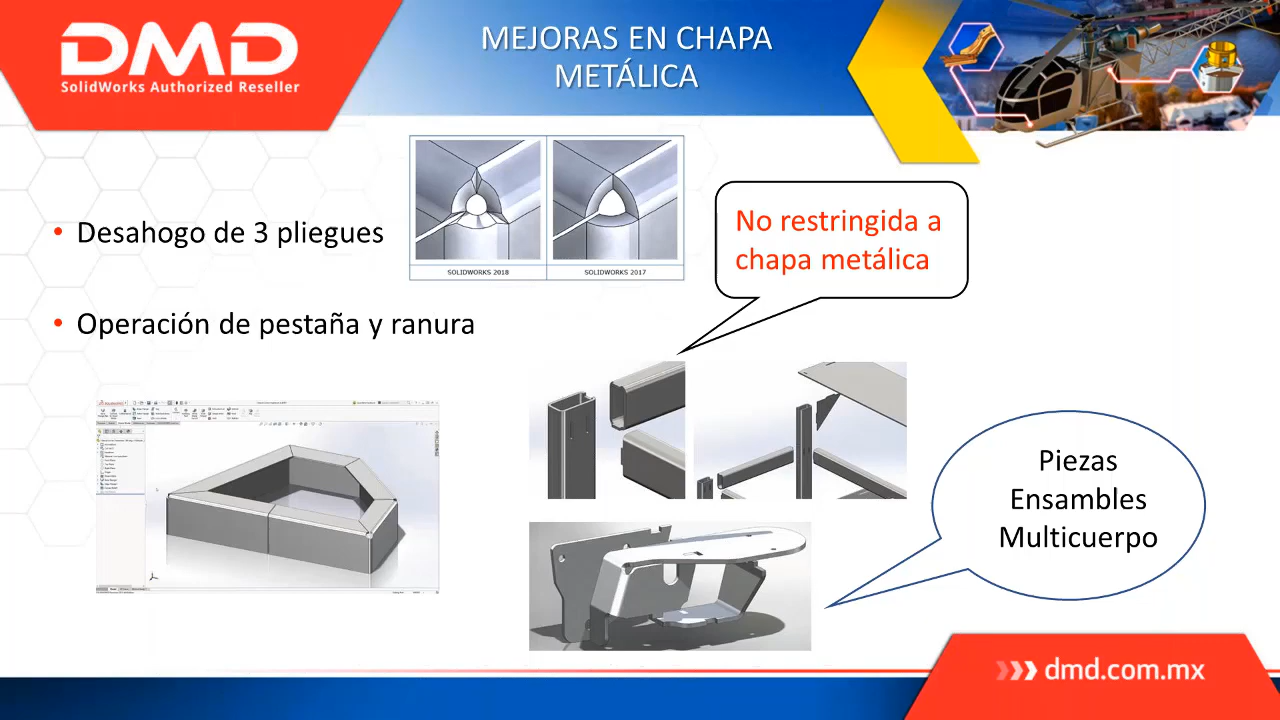 DMD
SolidWorks Authorized Reseller
MEJORAS EN CHAPA
METÁLICA
• Desahogo de 3 pliegues
SOLIDWORKS 2018
SOLIDWORKS 2017
No restringida a
chapa metálica
• Operación de pestaña y ranura
Piezas
Ensambles
Multicuerpo
dmd.com.mx